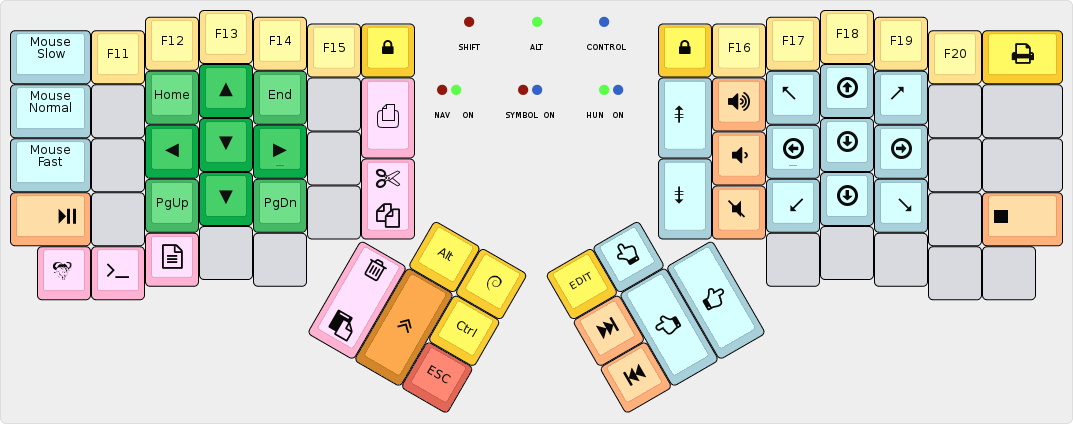 Mouse
Slow
F11
F12
F13
F14
F15
SHIFT
ALT
CONTROL
F16
F17
F18
F19
F20
Mouse
Normal
Home
End
NAV ON
SYMBOL ON
HUN ON
Mouse
Fast
PgUp
PgDn
>_
Alt
Ctrl
ESC
EDIT